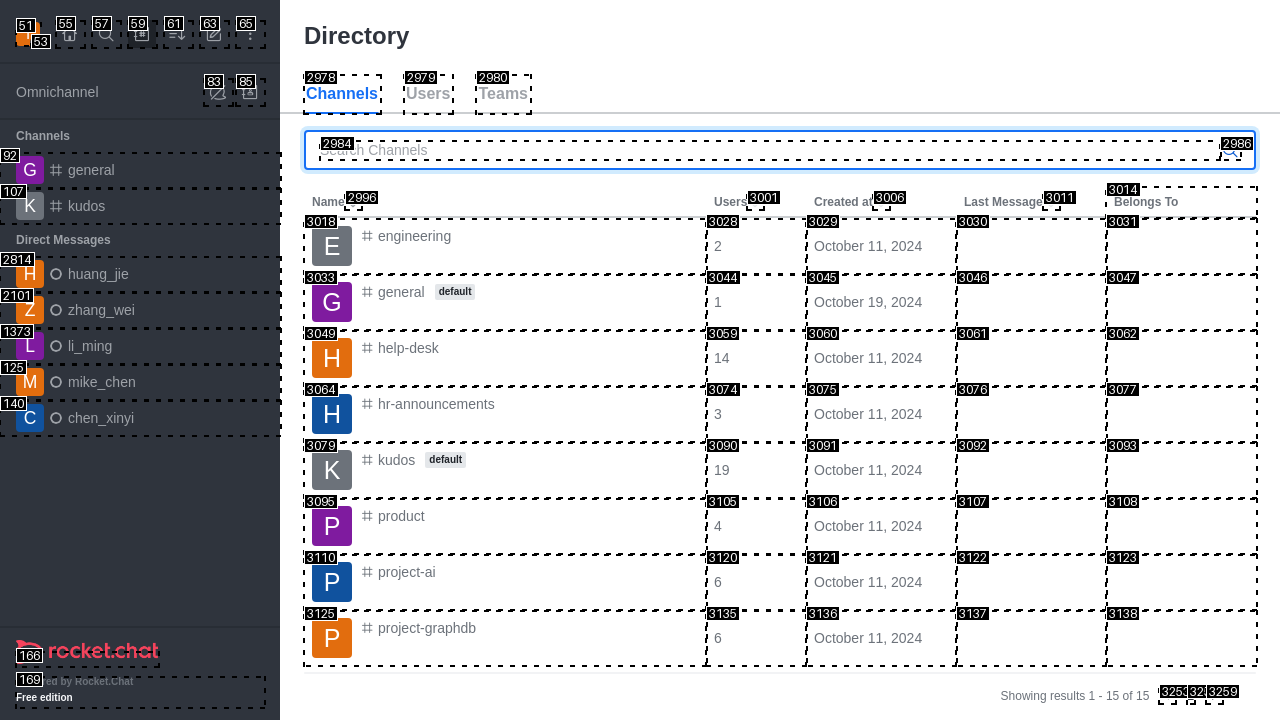 51
53
55
57
59
61
63
65
Omnichannel
83
85
Channels
92
G
general
107
K
kudos
Direct Messages
2814
H
huang_jie
2101
Z
zhang_wei
1373
L
li_ming
125
M
mike_chen
140
C
chen_xinyi
166
rocket.chat
169
ed by Rocket.Chat
Free edition
Directory
2978
2979
2980
Channels
Users
Teams
2984
2986
Search Channels
Name 2996
Users 3001
Created at 3006
Last Message 3011
3014
Belongs To
3018 3028 3029 3030 3031
E engineering
2 October 11, 2024
3033 3044 3045 3046 3047
G general default
1 October 19, 2024
3049 3059 3060 3061 3062
H help-desk
14 October 11, 2024
3064 3074 3075 3076 3077
H hr-announcements
3 October 11, 2024
3079 3090 3091 3092 3093
K kudos default
19 October 11, 2024
3095 3105 3106 3107 3108
P product
4 October 11, 2024
3110 3120 3121 3122 3123
P project-ai
6 October 11, 2024
3125 3135 3136 3137 3138
P project-graphdb
6 October 11, 2024
Showing results 1 - 15 of 15
3253
3259